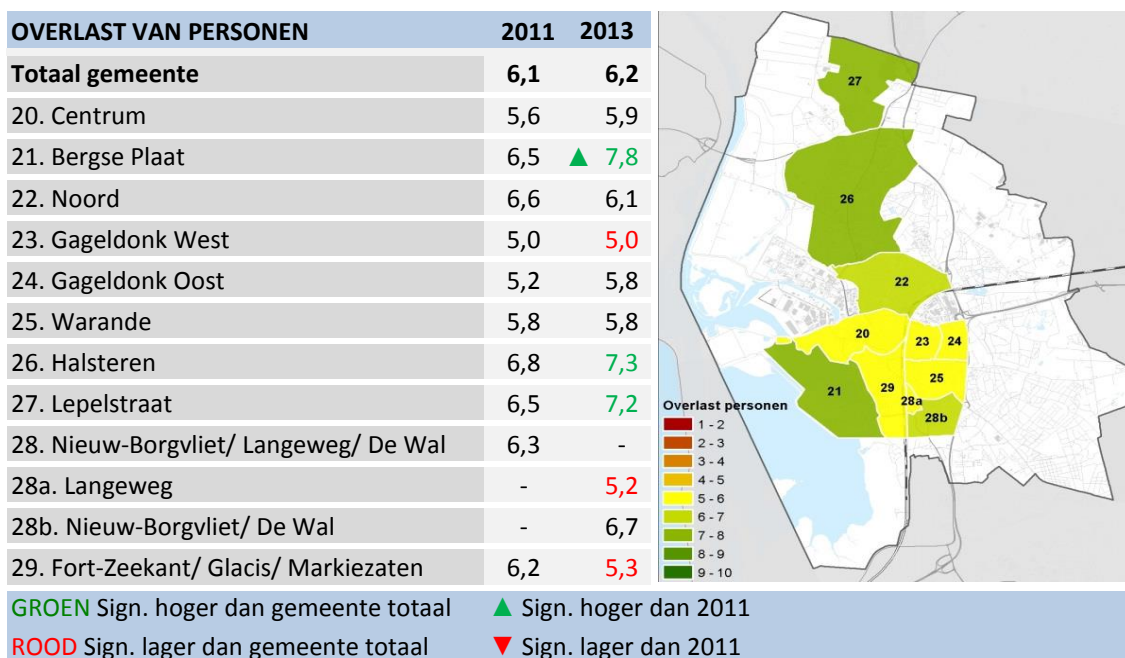 OVERLAST VAN PERSONEN 2011 2013
Totaal gemeente 6,1 6,2
20. Centrum 5,6 5,9
21. Bergse Plaat 6,5 ▲ 7,8
22. Noord 6,6 6,1
23. Gageldonk West 5,0 5,0
24. Gageldonk Oost 5,2 5,8
25. Warande 5,8 5,8
26. Halsteren 6,8 7,3
27. Lepelstraat 6,5 7,2
28. Nieuw-Borgvliet/ Langeweg/ De Wal 6,3 -
28a. Langeweg - 5,2
28b. Nieuw-Borgvliet/ De Wal - 6,7
29. Fort-Zeekant/ Glacis/ Markiezaten 6,2 5,3
GROEN Sign. hoger dan gemeente totaal ▲ Sign. hoger dan 2011
ROOD Sign. lager dan gemeente totaal ▼ Sign. lager dan 2011
27
26
22
20 23 24
21 29 25
28a
28b
Overlast personen
1 - 2
2 - 3
3 - 4
4 - 5
5 - 6
6 - 7
7 - 8
8 - 9
9 - 10